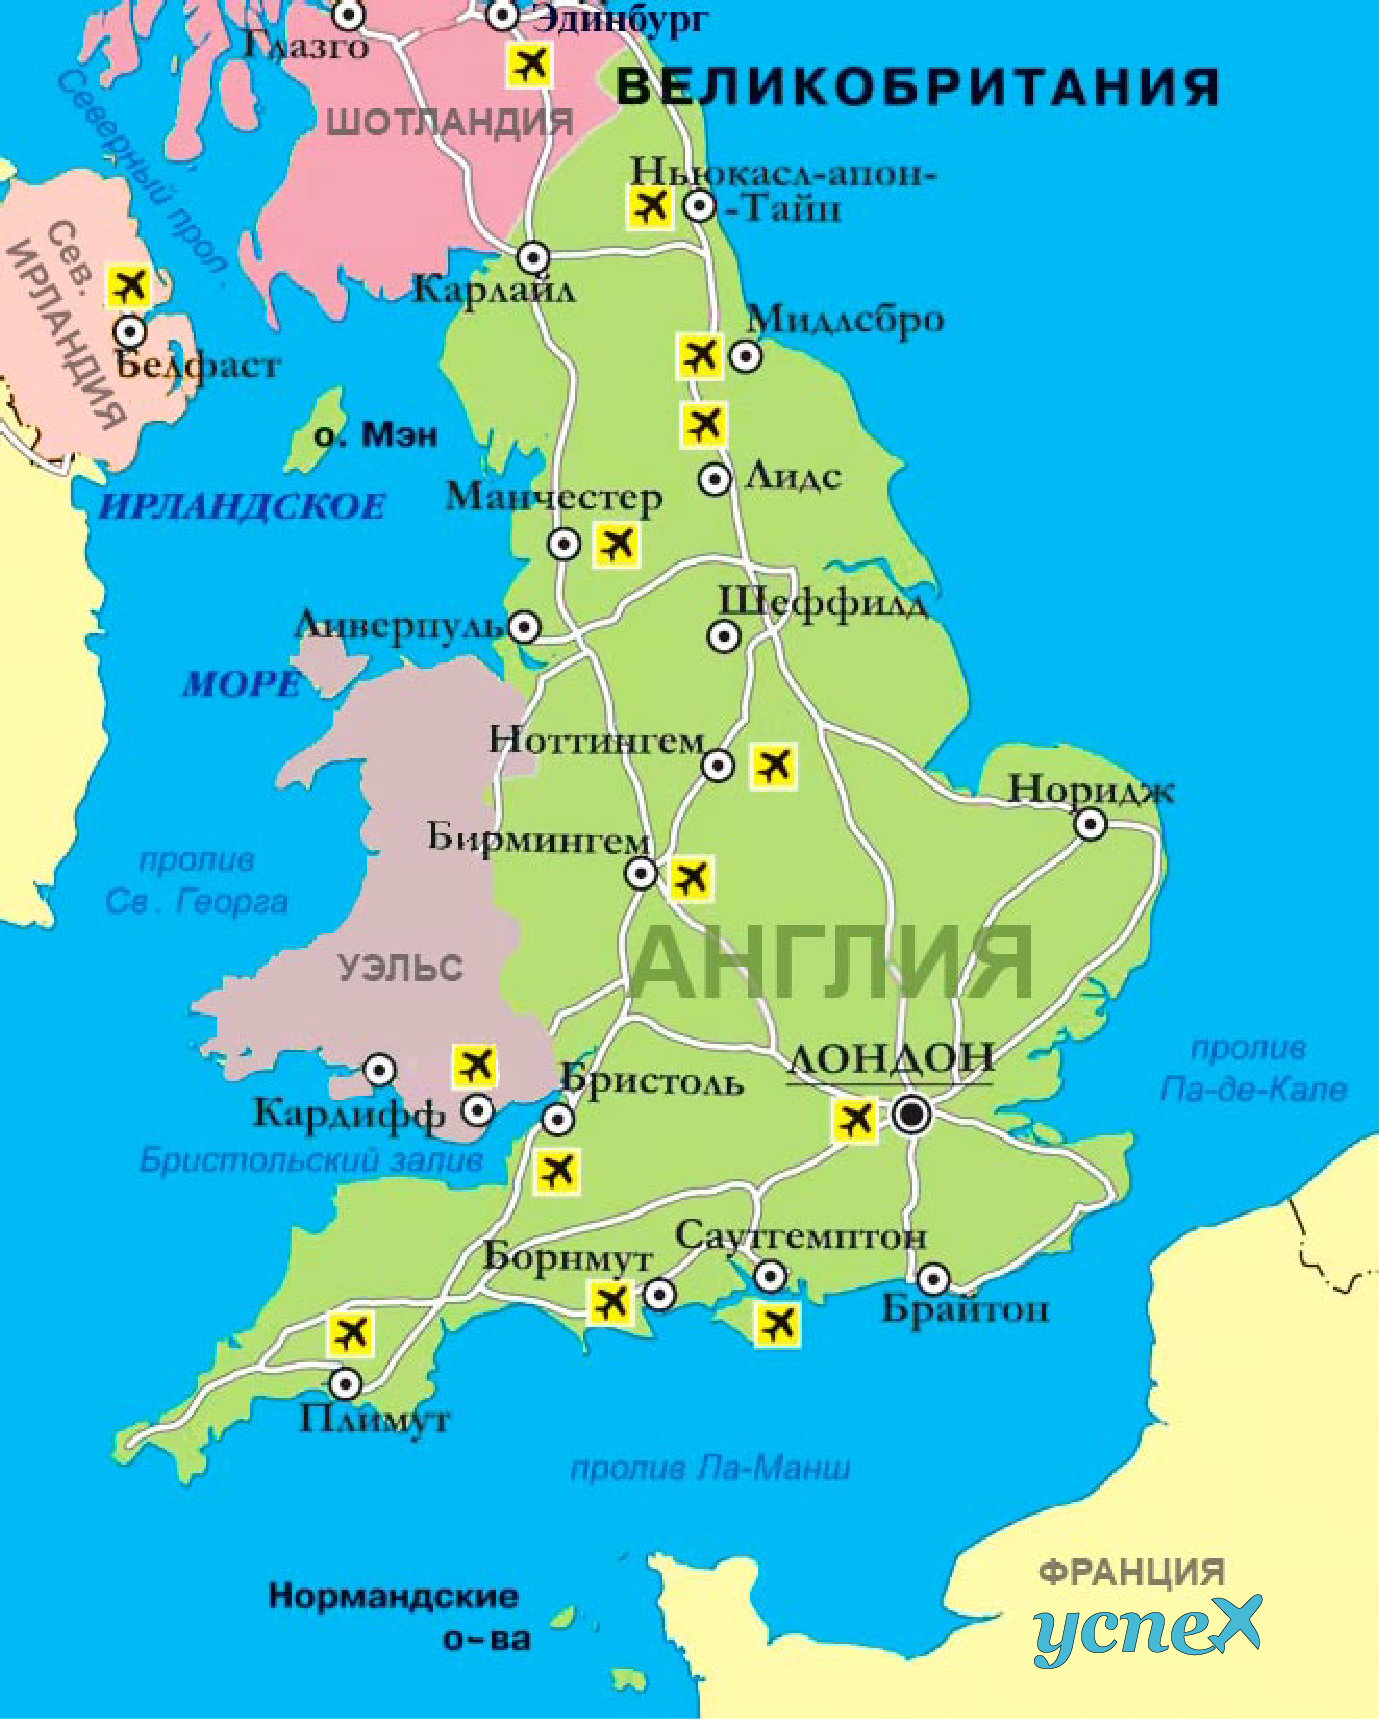 Эдинбург
Глазго
ВЕЛИКОБРИТАНИЯ
ШОТЛАНДИЯ
Северный прол.
Ньюкасл-апон-
-Тайн
Сев.
ИРЛАНДИЯ
Карлайл
Мидлсбро
Белфаст
о. Мэн
Лидс
Манчестер
ИРЛАНДСКОЕ
Шеффилд
Ливерпуль
МОРЕ
Ноттингем
Норидж
Бирмингем
пролив
Св. Георга
АНГЛИЯ
УЭЛЬС
ЛОНДОН
пролив
Па-де-Кале
Бристоль
Кардифф
Бристольский залив
Саутгемптон
Борнмут
Брайтон
Плимут
пролив Ла-Манш
ФРАНЦИЯ
Нормандские
о-ва
успех